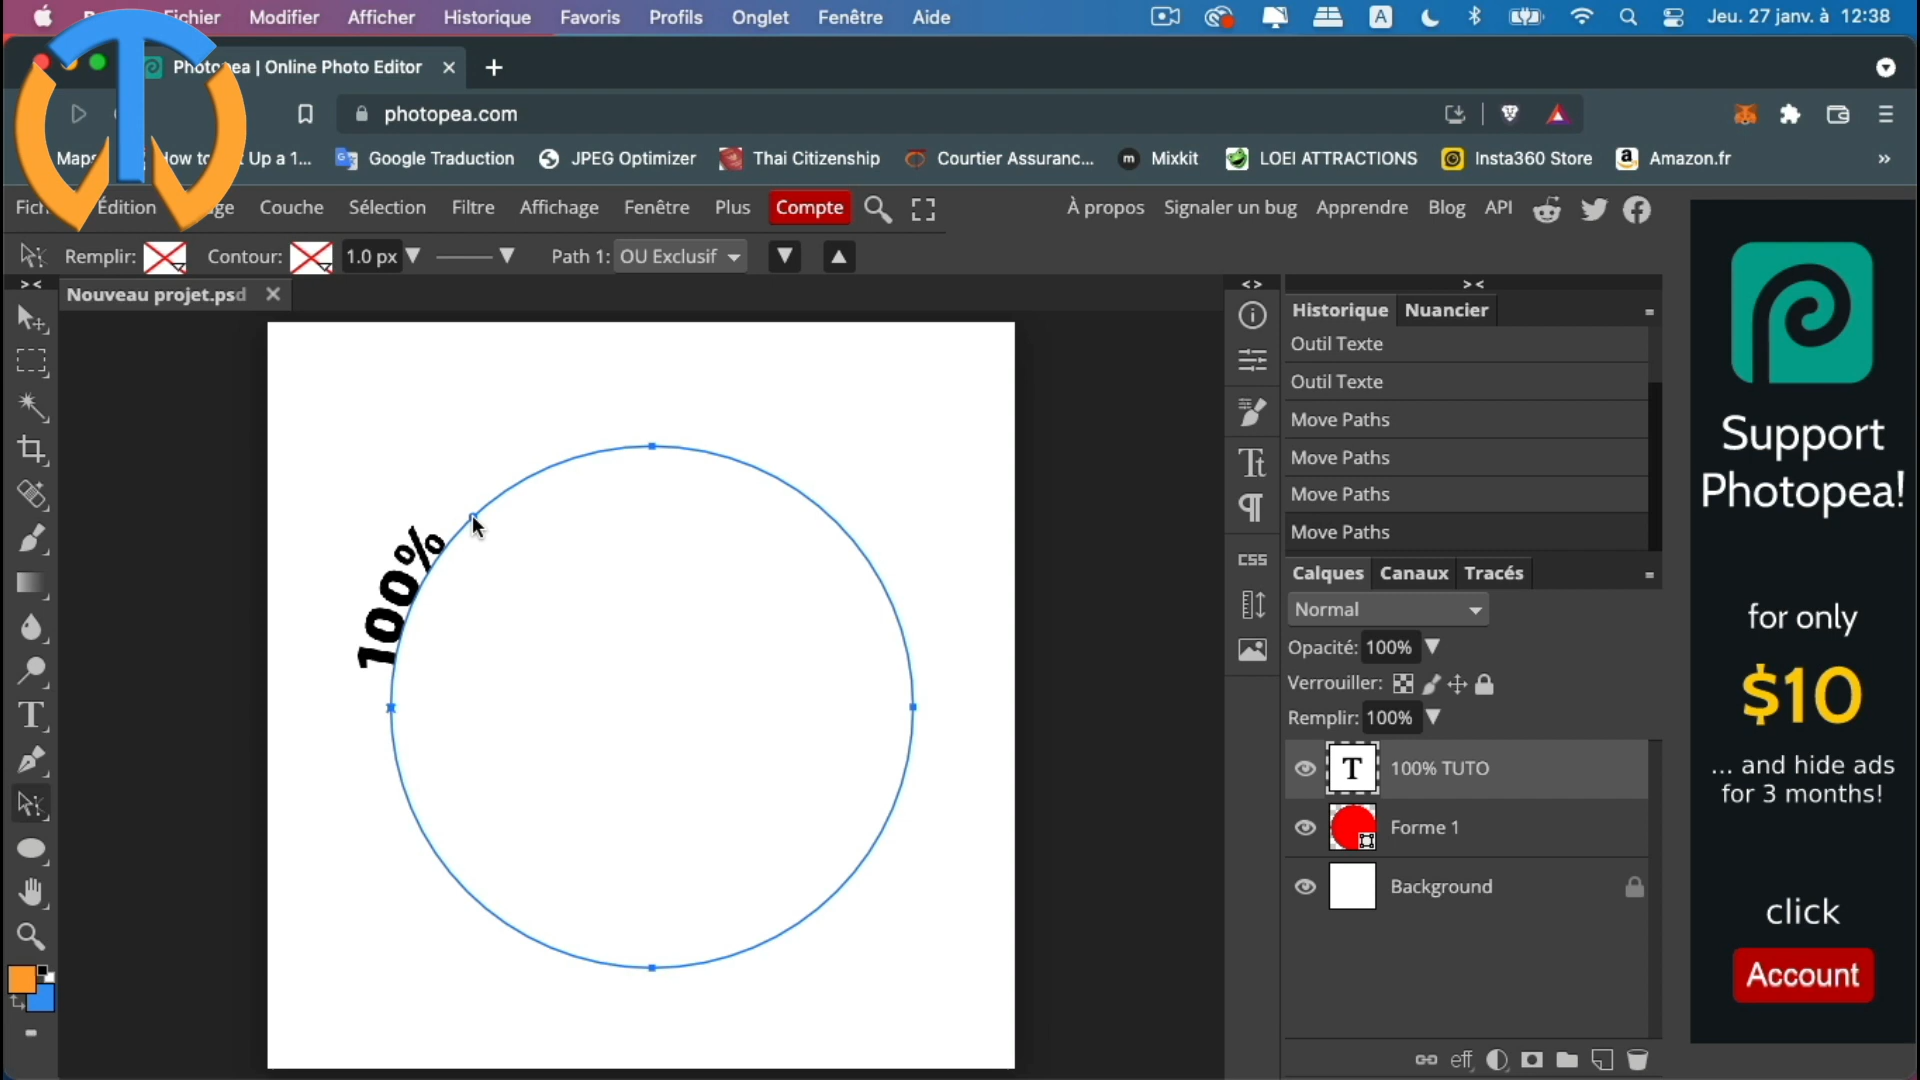 Fichier Modifier Afficher Historique Favoris Profils Onglet Fenêtre Aide A Jeu. 27 janv. à 12:38
Photopea | Online Photo Editor
photopea.com
Maps How to Up a 1... Google Traduction JPEG Optimizer Thai Citizenship Courtier Assuranc... m Mixkit LOEI ATTRACTIONS Insta360 Store Amazon.fr »
Édition Couche Sélection Filtre Affichage Fenêtre Plus Compte À propos Signaler un bug Apprendre Blog API
Remplir: Contour: 1.0 px Path 1: OU Exclusif
Nouveau projet.psd
100%
Historique Nuancier
Outil Texte
Outil Texte
Move Paths
Move Paths
Move Paths
Move Paths
CSS
Calques Canaux Tracés
Normal
Opacité: 100%
Verrouiller:
Remplir: 100%
T 100% TUTO
Forme 1
Background
eff
Support
Photopea!
for only
$10
... and hide ads
for 3 months!
click
Account